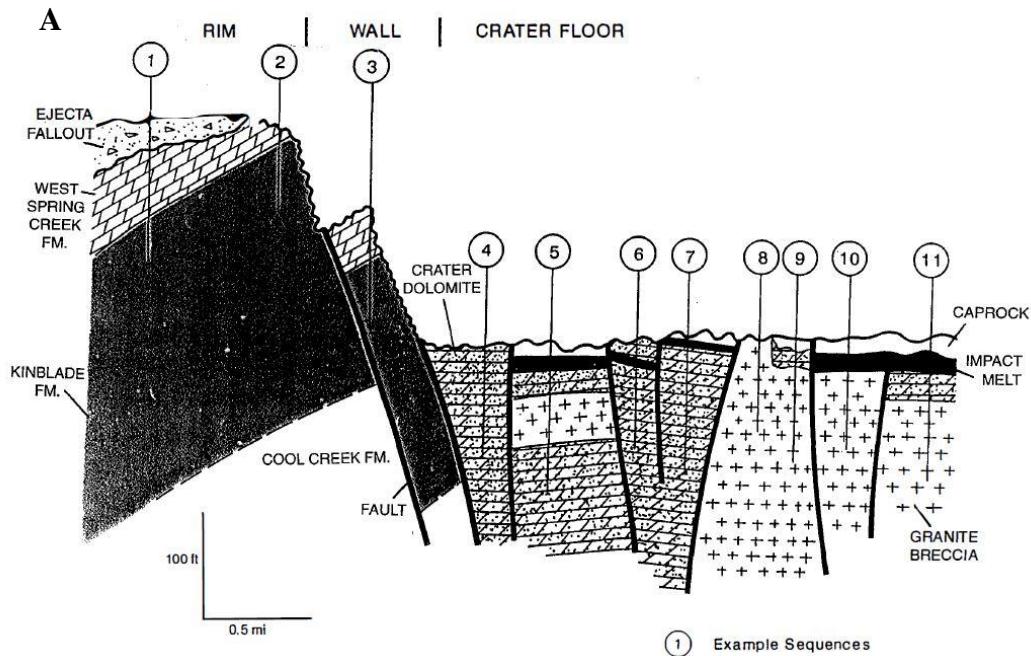 A
RIM | WALL | CRATER FLOOR
1
2
3
EJECTA
FALLOUT
WEST
SPRING
CREEK
FM.
4
5
6
7
8
9
10
11
CRATER
DOLOMITE
CAPROCK
IMPACT
MELT
KINBLADE
FM.
COOL CREEK FM.
FAULT
GRANITE
BRECCIA
100 ft
0.5 mi
1 Example Sequences